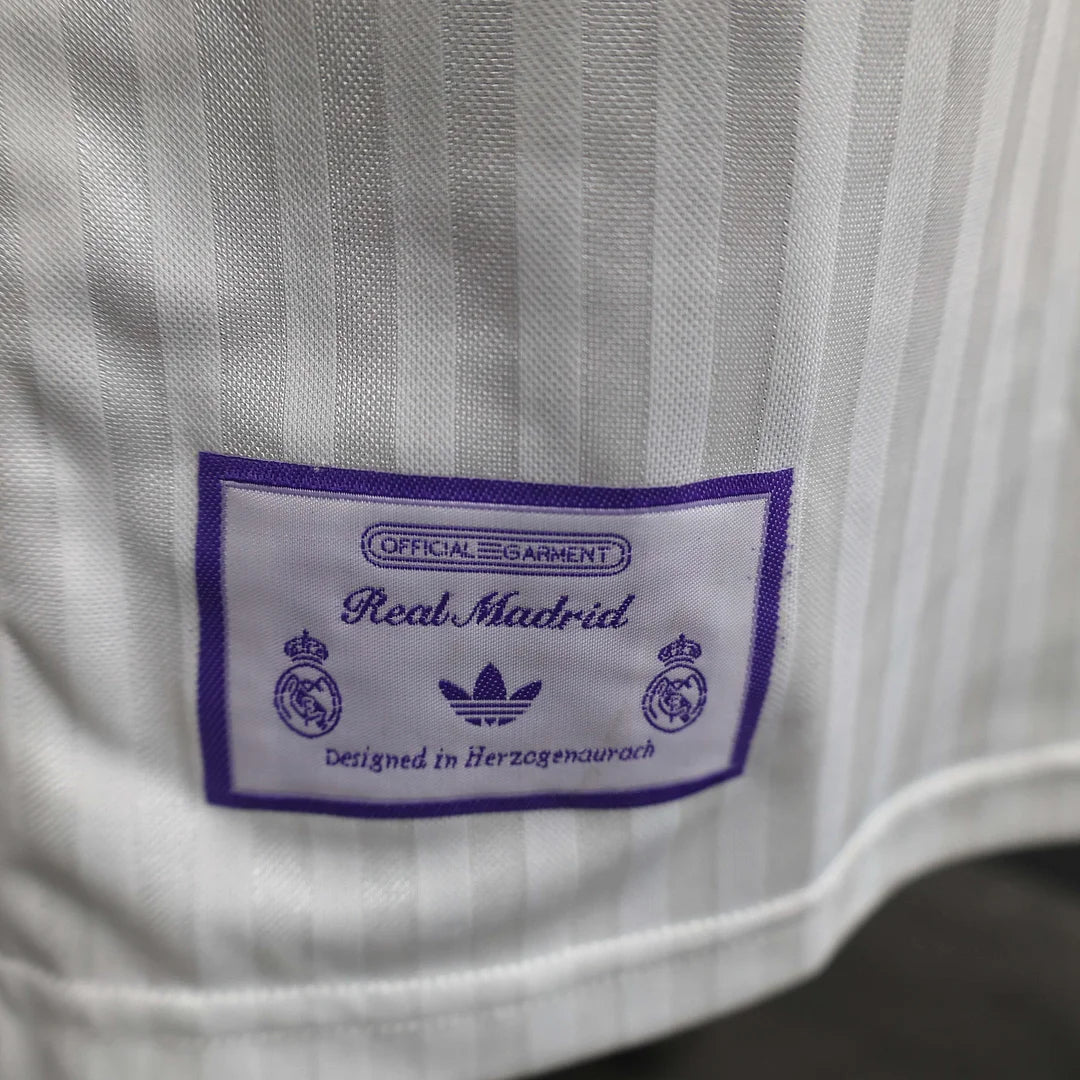 OFFICIAL GARMENT
Real Madrid
Designed in Herzogenaurach